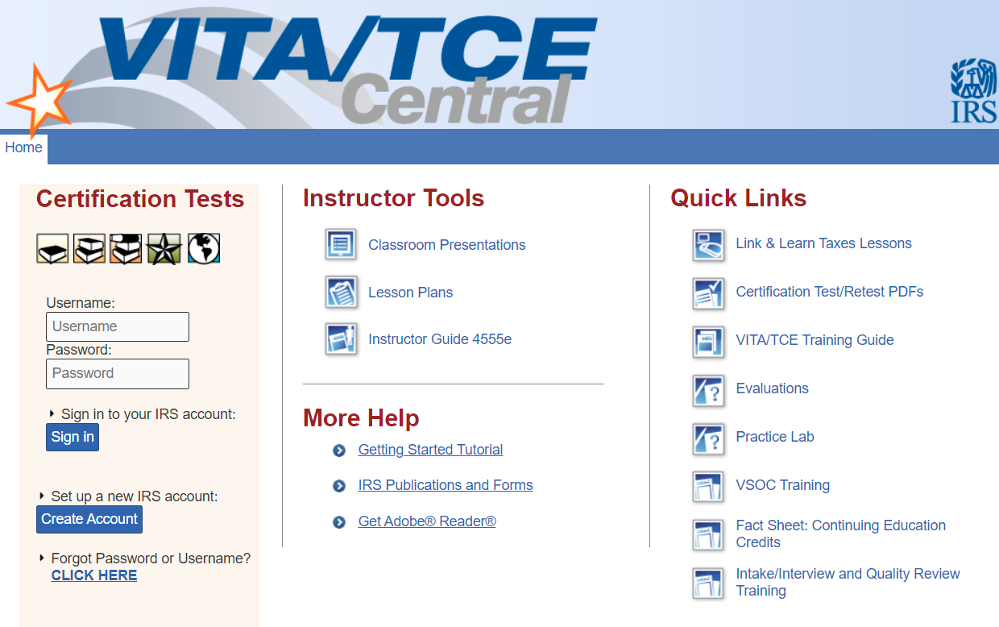 VITA/TCE
Central
IRS
Home
Certification Tests
Username:
Username
Password:
Password
Sign in to your IRS account:
Sign in
Set up a new IRS account:
Create Account
Forgot Password or Username?
CLICK HERE
Instructor Tools
Classroom Presentations
Lesson Plans
Instructor Guide 4555e
More Help
Getting Started Tutorial
IRS Publications and Forms
Get Adobe® Reader®
Quick Links
Link & Learn Taxes Lessons
Certification Test/Retest PDFs
VITA/TCE Training Guide
Evaluations
Practice Lab
VSOC Training
Fact Sheet: Continuing Education
Credits
Intake/Interview and Quality Review
Training